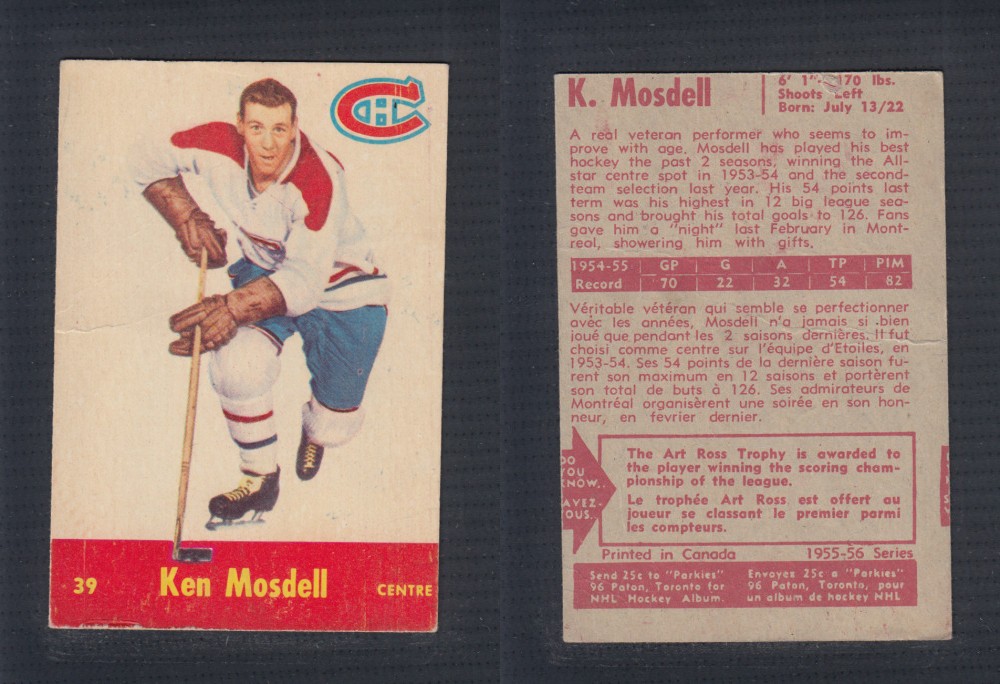 39
Ken Mosdell
CENTRE
K. Mosdell
6' 1"- 170 lbs.
Shoots Left
Born: July 13/22
A real veteran performer who seems to im-
prove with age. Mosdell has played his best
hockey the past 2 seasons, winning the All-
star centre spot in 1953-54 and the second-
team selection last year. His 54 points last
term was his highest in 12 big league sea-
sons and brought his total goals to 126. Fans
gave him a "night" last February in Mont-
real, showering him with gifts.
1954-55 GP G A TP PIM
Record 70 22 32 54 82
Véritable vétéran qui semble se perfectionner
avec les années, Mosdell n'a jamais si bien
joué que pendant les 2 saisons dernières. Il fut
choisi comme centre sur l'équipe d'Etoiles, en
1953-54. Ses 54 points de la dernière saison fu-
rent son maximum en 12 saisons et portèrent
son total de buts à 126. Ses admirateurs de
Montréal organisèrent une soirée en son hon-
neur, en fevrier dernier.
DO
YOU
KNOW..
AVEZ-
OUS.
The Art Ross Trophy is awarded to
the player winning the scoring cham-
pionship of the league.
Le trophée Art Ross est offert au
joueur se classant le premier parmi
les compteurs.
Printed in Canada 1955-56 Series
Send 25c to "Parkies"
96 Paton, Toronto for
NHL Hockey Album.
Envoyez 25c a "Parkies"
96 Paton, Toronto, pour
un album de hockey NHL